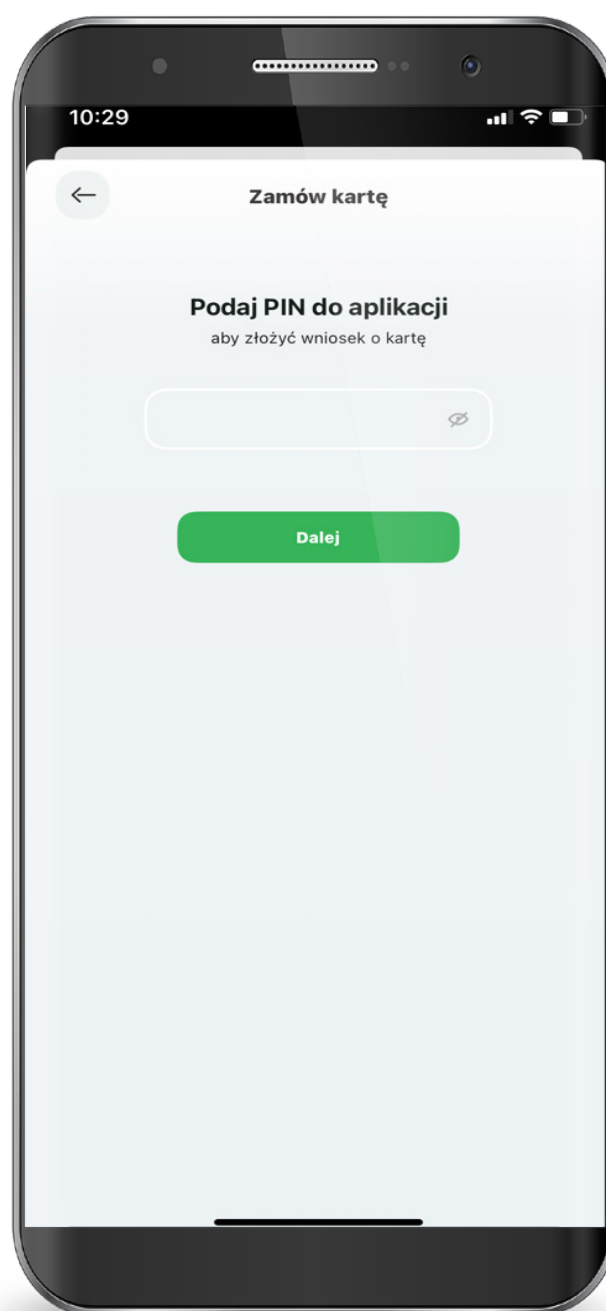 10:29
Zamów kartę
Podaj PIN do aplikacji
aby złożyć wniosek o kartę
Dalej